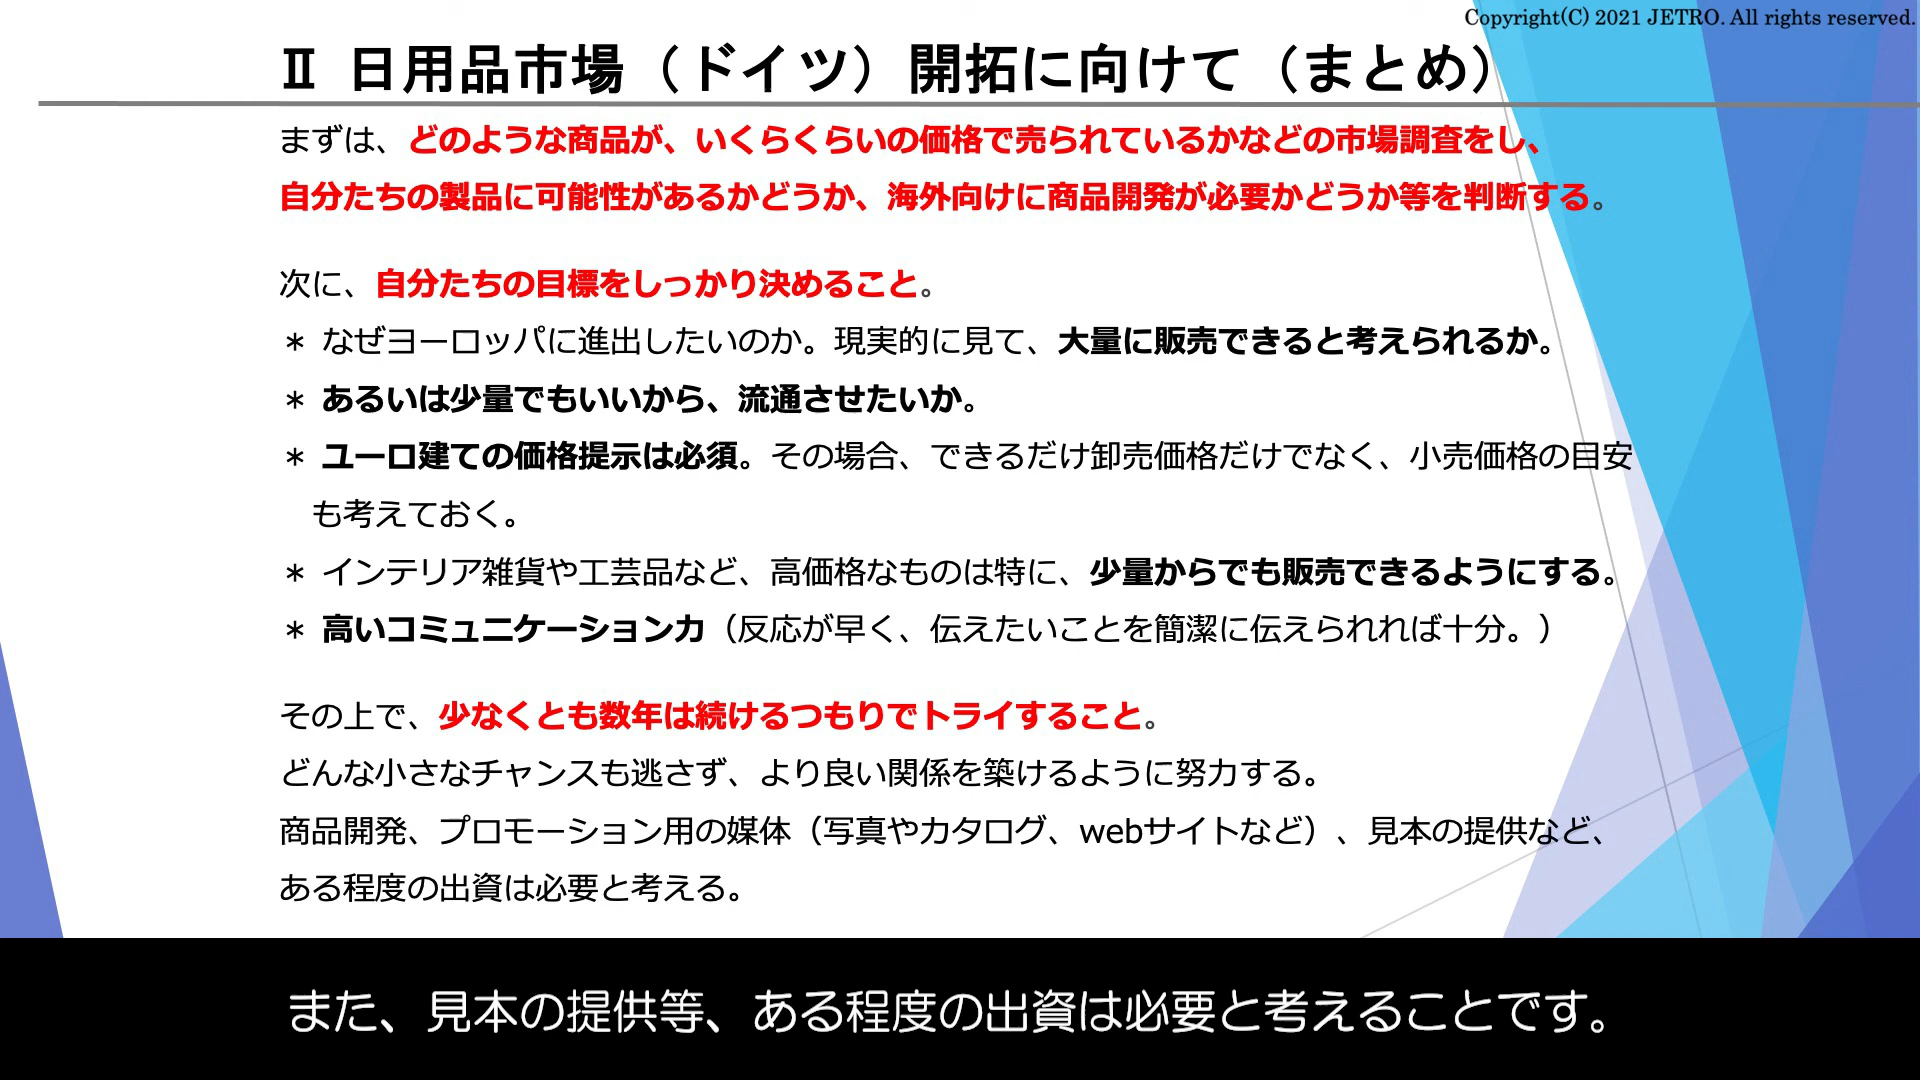 Copyright(C) 2021 JETRO. All rights reserved.
Ⅱ 日用品市場（ドイツ）開拓に向けて（まとめ）
まずは、どのような商品が、いくらくらいの価格で売られているかなどの市場調査をし、
自分たちの製品に可能性があるかどうか、海外向けに商品開発が必要かどうか等を判断する。
次に、自分たちの目標をしっかり決めること。
＊ なぜヨーロッパに進出したいのか。現実的に見て、大量に販売できると考えられるか。
＊ あるいは少量でもいいから、流通させたいか。
＊ ユーロ建ての価格提示は必須。その場合、できるだけ卸売価格だけでなく、小売価格の目安
も考えておく。
＊ インテリア雑貨や工芸品など、高価格なものは特に、少量からでも販売できるようにする。
＊ 高いコミュニケーション力（反応が早く、伝えたいことを簡潔に伝えられれば十分。）
その上で、少なくとも数年は続けるつもりでトライすること。
どんな小さなチャンスも逃さず、より良い関係を築けるように努力する。
商品開発、プロモーション用の媒体（写真やカタログ、webサイトなど）、見本の提供など、
ある程度の出資は必要と考える。
また、見本の提供等、ある程度の出資は必要と考えることです。